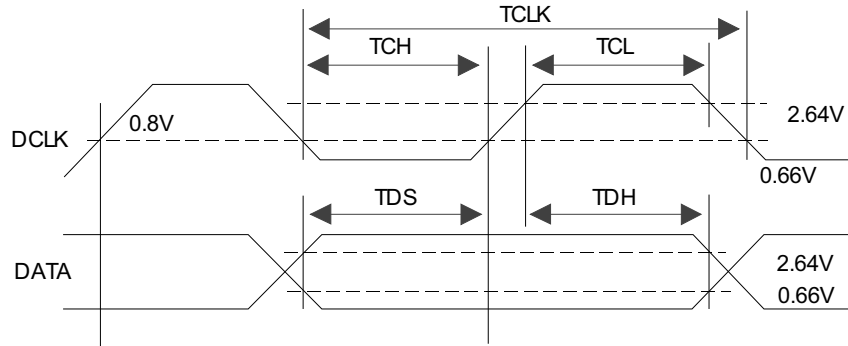 TCLK
TCH TCL
0.8V 2.64V
DCLK
0.66V
TDS TDH
DATA 2.64V
0.66V